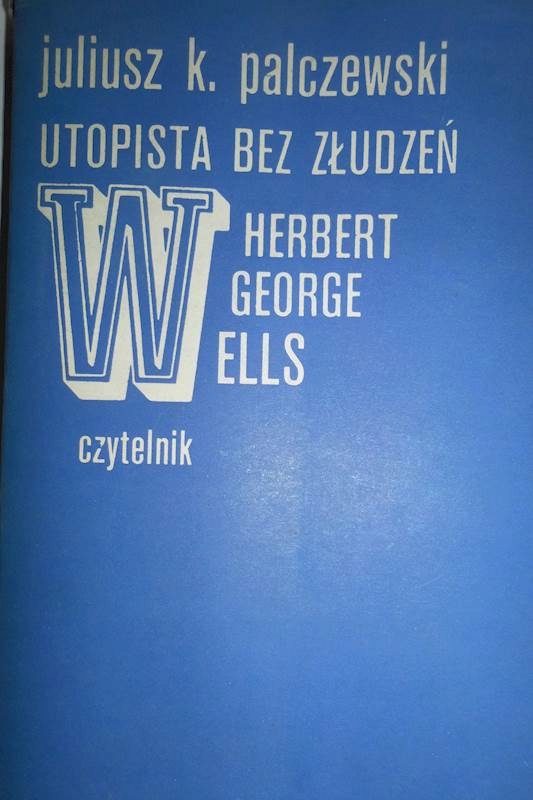 juliusz k. palczewski
UTOPISTA BEZ ZŁUDZEŃ
HERBERT
GEORGE
WELLS
czytelnik